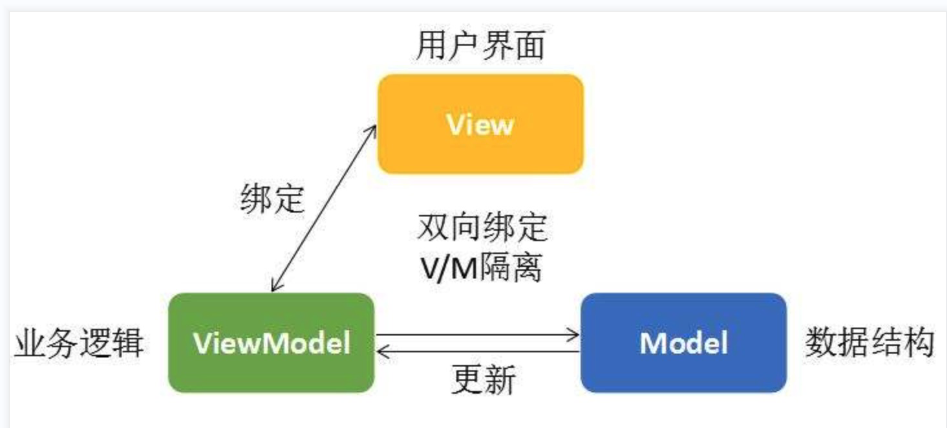 用户界面
View
绑定
双向绑定
V/M隔离
业务逻辑
ViewModel
Model
数据结构
更新